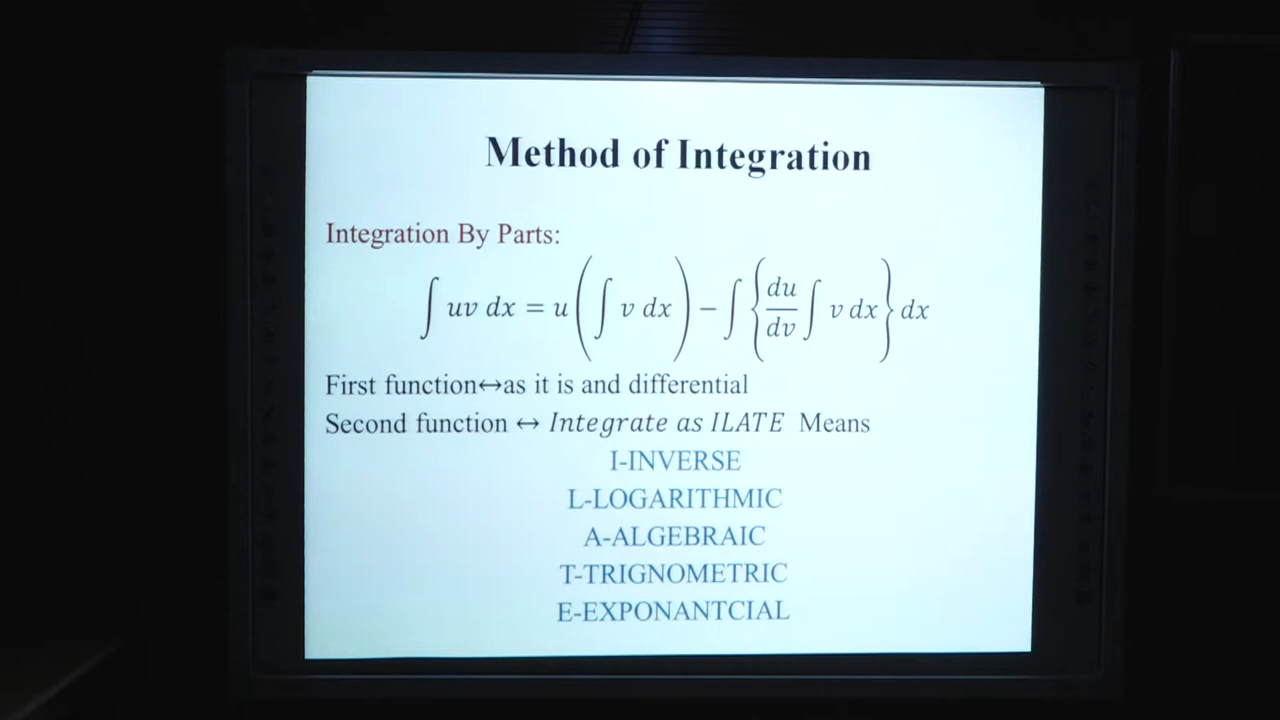 Method of Integration
Integration By Parts:
∫ uv dx = u(∫ v dx) − ∫ {du/dv ∫ v dx} dx
First function↔as it is and differential
Second function ↔ Integrate as ILATE Means
I-INVERSE
L-LOGARITHMIC
A-ALGEBRAIC
T-TRIGNOMETRIC
E-EXPONANTCIAL